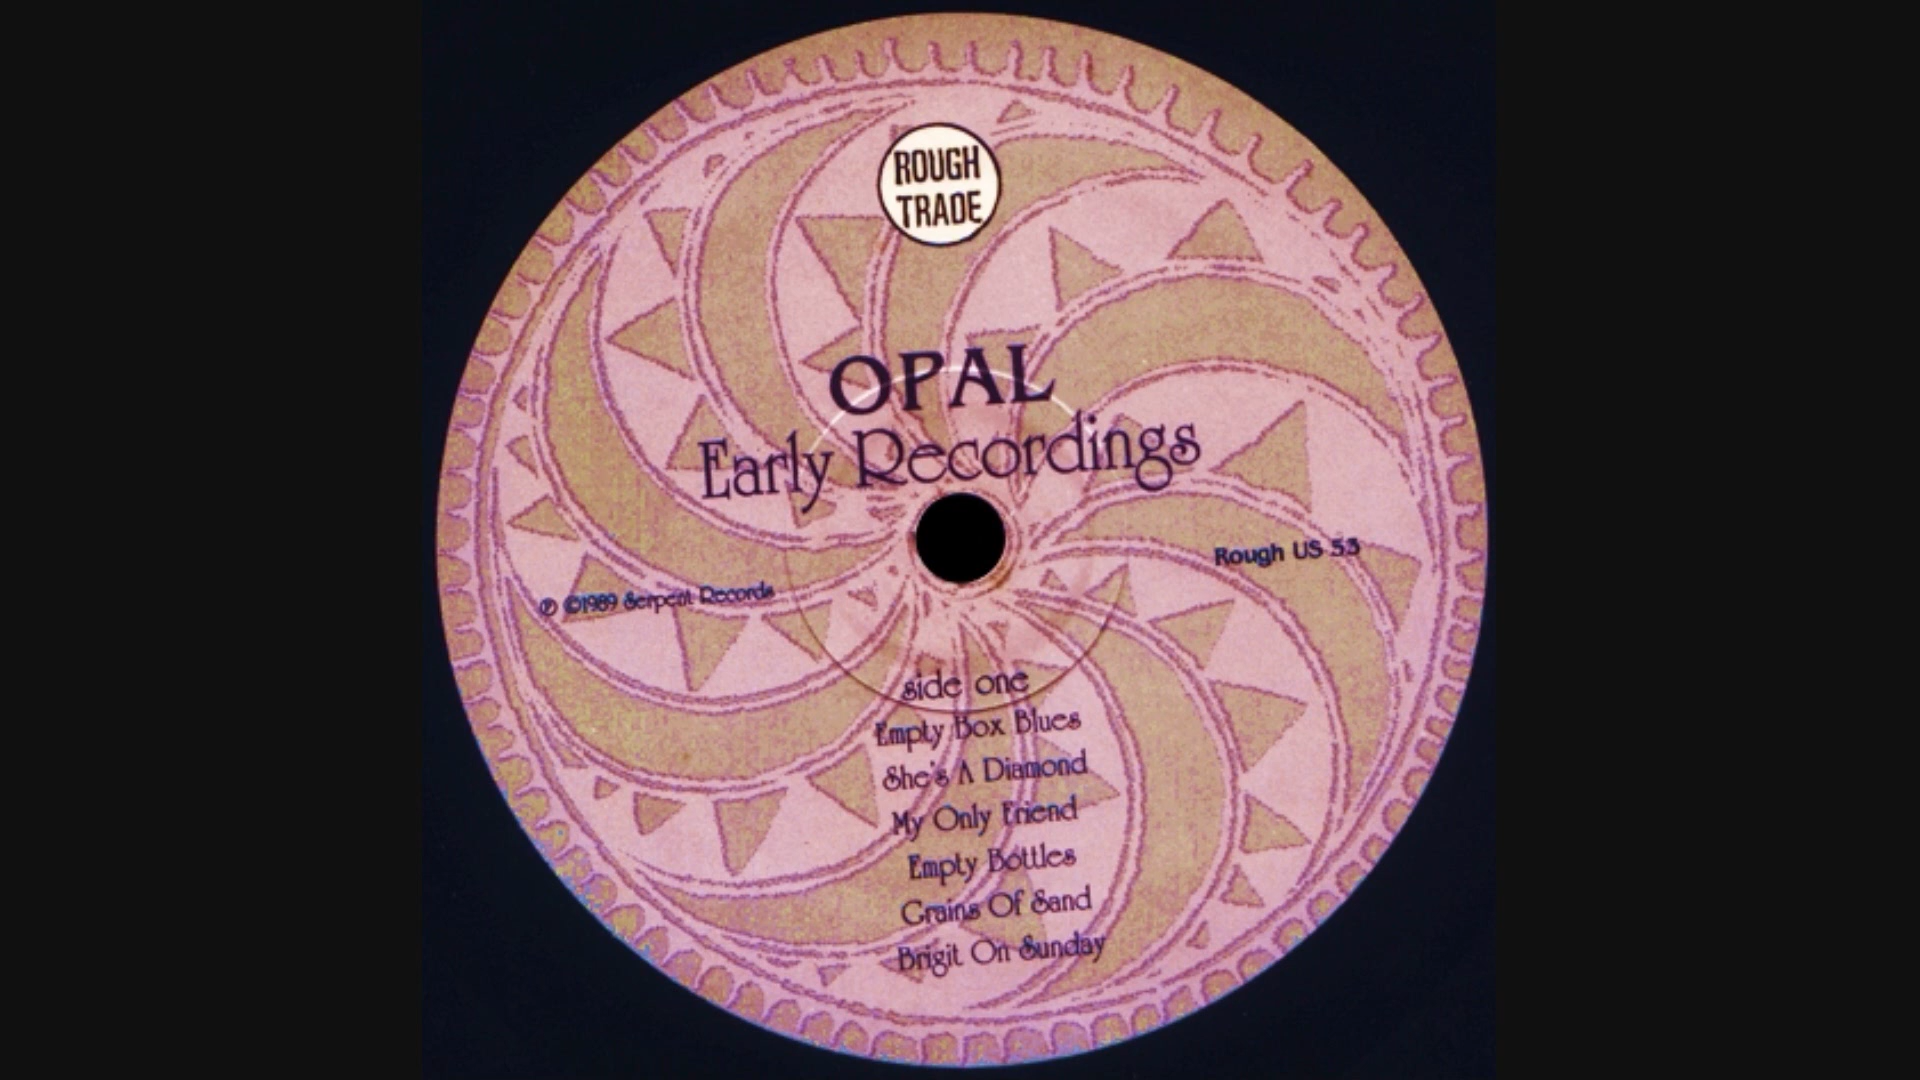 ROUGH
TRADE
OPAL
Early Recordings
Rough US 53
℗ ©1989 Serpent Records
side one
Empty Box Blues
She's A Diamond
My Only Friend
Empty Bottles
Grains Of Sand
Brigit On Sunday